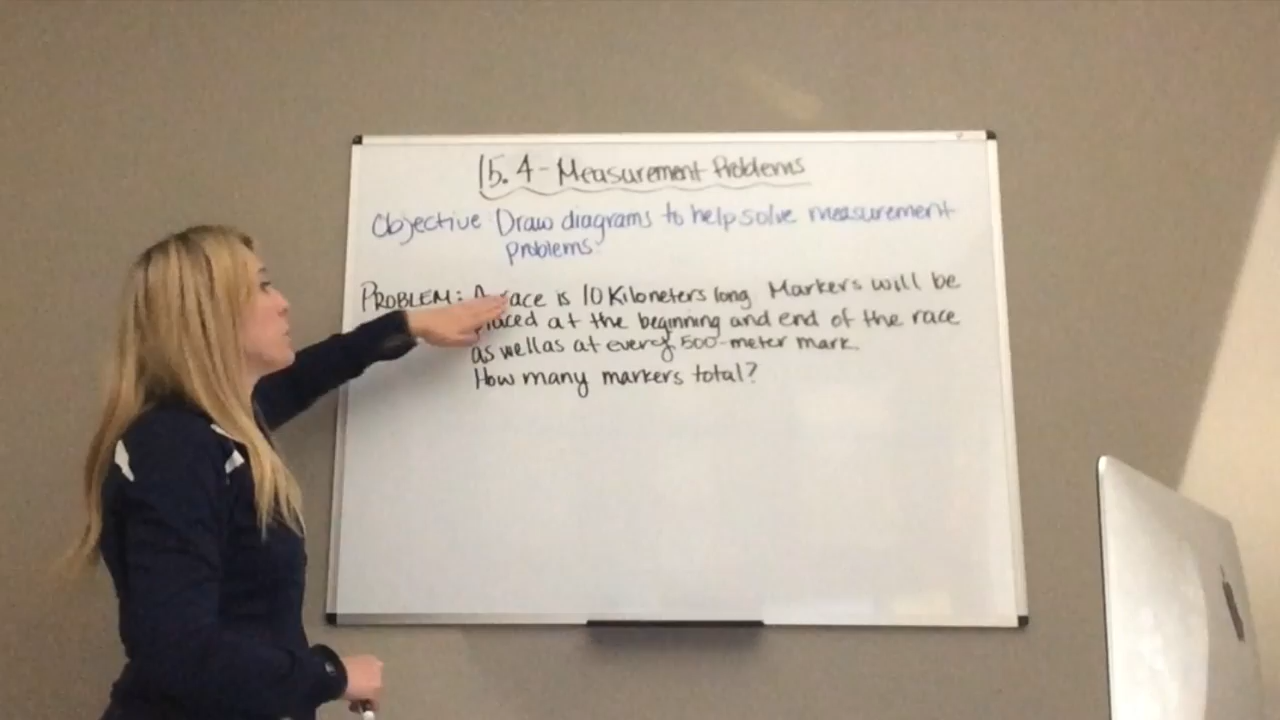 15.4 - Measurement Problems
Objective Draw diagrams to help solve measurement
problems.
PROBLEM: A race is 10 Kilometers long Markers will be
placed at the beginning and end of the race
as well as at every 500-meter mark.
How many markers total?